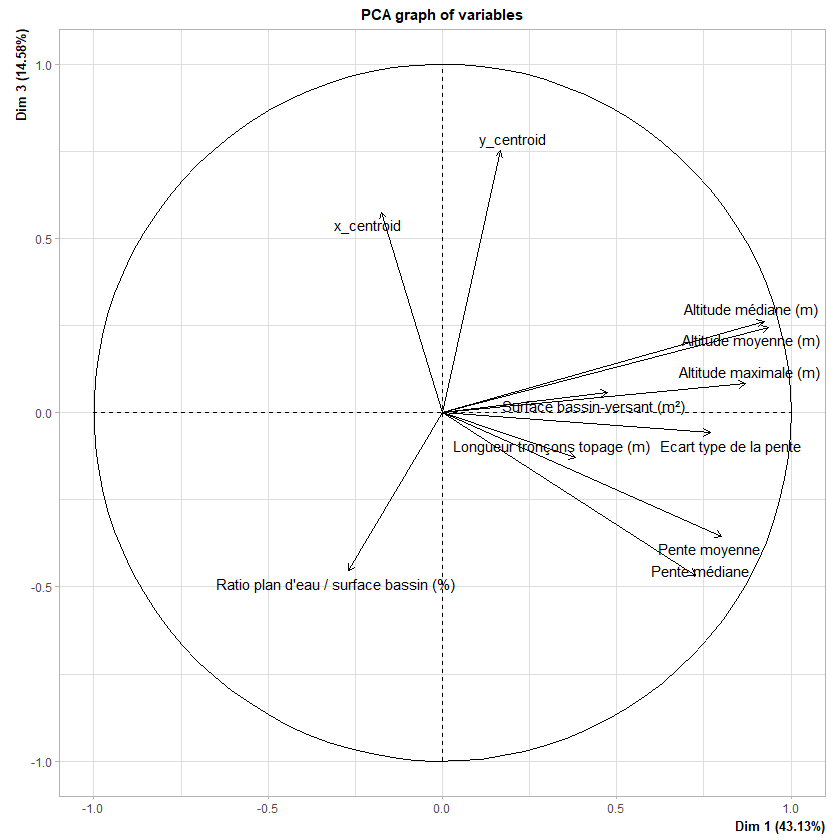 PCA graph of variables
Dim 3 (14.58%)
1.0
0.5
0.0
-0.5
-1.0
y_centroid
x_centroid
Altitude médiane (m)
Altitude moyenne (m)
Altitude maximale (m)
Surface bassin-versant (m²)
Longueur tronçons topage (m)
Ecart type de la pente
Pente moyenne
Pente médiane
Ratio plan d'eau / surface bassin (%)
-1.0
-0.5
0.0
0.5
1.0
Dim 1 (43.13%)